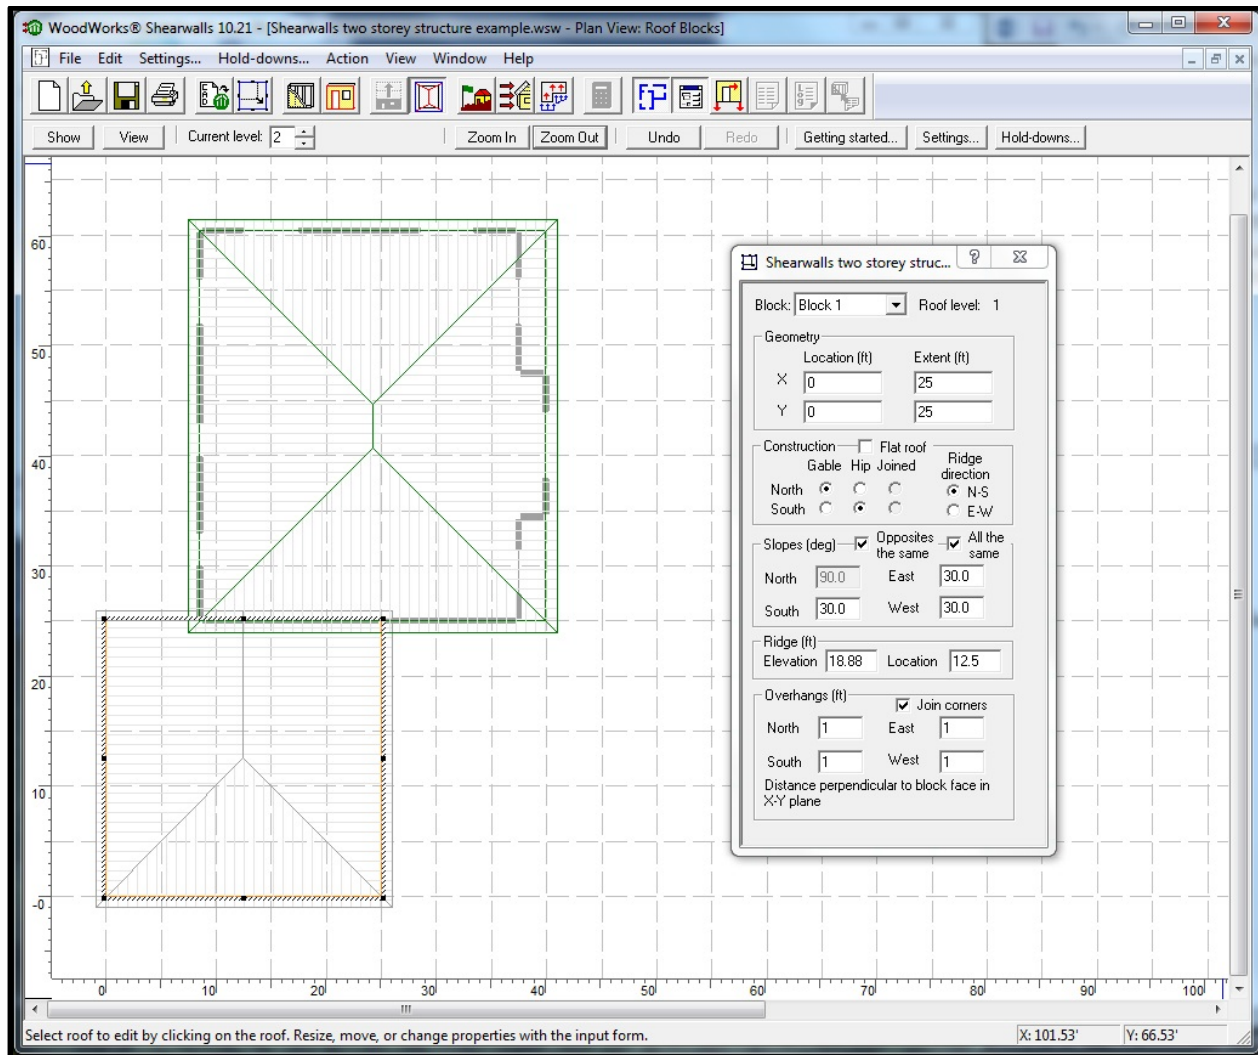 WoodWorks® Shearwalls 10.21 - [Shearwalls two storey structure example.wsw - Plan View: Roof Blocks]
File Edit Settings... Hold-downs... Action View Window Help
Show View Current level: 2 Zoom In Zoom Out Undo Redo Getting started... Settings... Hold-downs...
60
50
40
30
20
10
-0
0 10 20 30 40 50 60 70 80 90 100
Shearwalls two storey struc...
Block: Block 1 Roof level: 1
Geometry
Location (ft) Extent (ft)
X 0 25
Y 0 25
Construction Flat roof
Gable Hip Joined Ridge direction
North N-S
South E-W
Slopes (deg) Opposites the same All the same
North 90.0 East 30.0
South 30.0 West 30.0
Ridge (ft)
Elevation 18.88 Location 12.5
Overhangs (ft) Join corners
North 1 East 1
South 1 West 1
Distance perpendicular to block face in
X-Y plane
Select roof to edit by clicking on the roof. Resize, move, or change properties with the input form. X: 101.53' Y: 66.53'